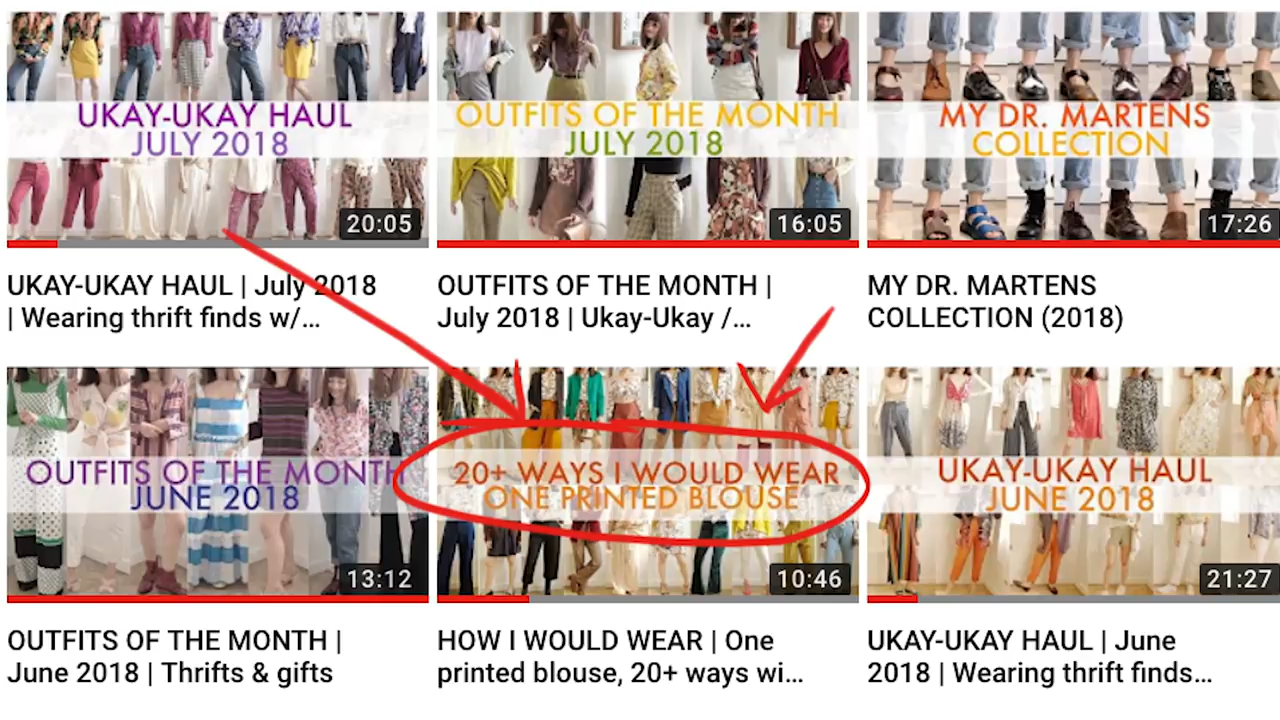 UKAY-UKAY HAUL
JULY 2018
20:05
OUTFITS OF THE MONTH
JULY 2018
16:05
MY DR. MARTENS
COLLECTION
17:26
UKAY-UKAY HAUL | July 2018
| Wearing thrift finds w/...
OUTFITS OF THE MONTH |
July 2018 | Ukay-Ukay /...
MY DR. MARTENS
COLLECTION (2018)
OUTFITS OF THE MONTH
JUNE 2018
13:12
20+ WAYS I WOULD WEAR
ONE PRINTED BLOUSE
10:46
UKAY-UKAY HAUL
JUNE 2018
21:27
OUTFITS OF THE MONTH |
June 2018 | Thrifts & gifts
HOW I WOULD WEAR | One
printed blouse, 20+ ways wi...
UKAY-UKAY HAUL | June
2018 | Wearing thrift finds...